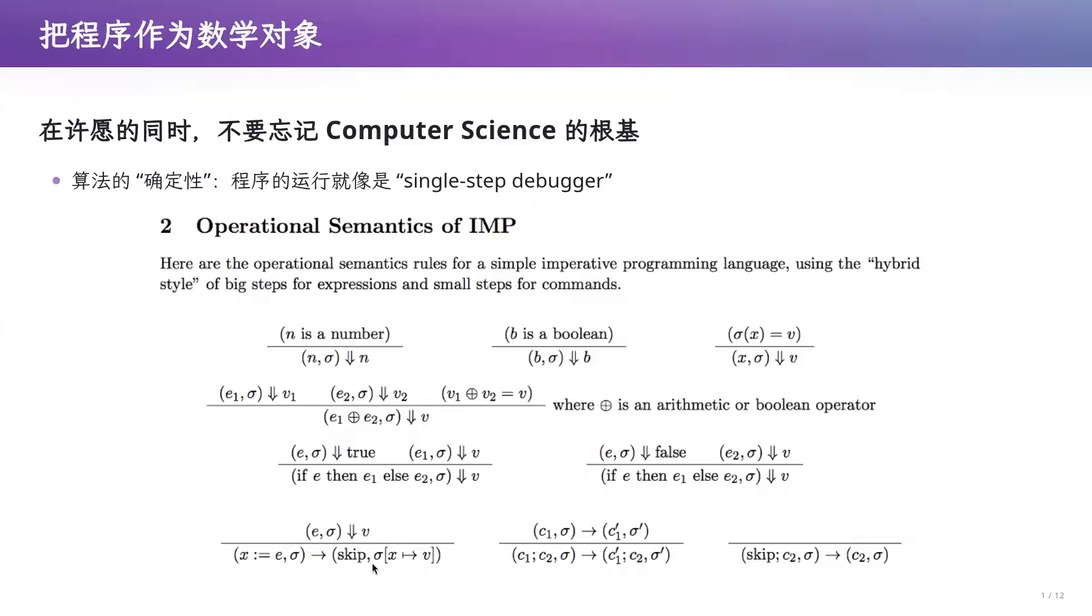 把程序作为数学对象
在许愿的同时，不要忘记 Computer Science 的根基
算法的 “确定性”：程序的运行就像是 “single-step debugger”
2 Operational Semantics of IMP
Here are the operational semantics rules for a simple imperative programming language, using the “hybrid
style” of big steps for expressions and small steps for commands.
(n is a number) (b is a boolean) (σ(x) = v)
(n, σ) ⇓ n (b, σ) ⇓ b (x, σ) ⇓ v
(e₁, σ) ⇓ v₁ (e₂, σ) ⇓ v₂ (v₁ ⊕ v₂ = v)
(e₁ ⊕ e₂, σ) ⇓ v where ⊕ is an arithmetic or boolean operator
(e, σ) ⇓ true (e₁, σ) ⇓ v (e, σ) ⇓ false (e₂, σ) ⇓ v
(if e then e₁ else e₂, σ) ⇓ v (if e then e₁ else e₂, σ) ⇓ v
(e, σ) ⇓ v (c₁, σ) → (c₁′, σ′)
(x := e, σ) → (skip, σ[x ↦ v]) (c₁; c₂, σ) → (c₁′; c₂, σ′) (skip; c₂, σ) → (c₂, σ)
1 / 12